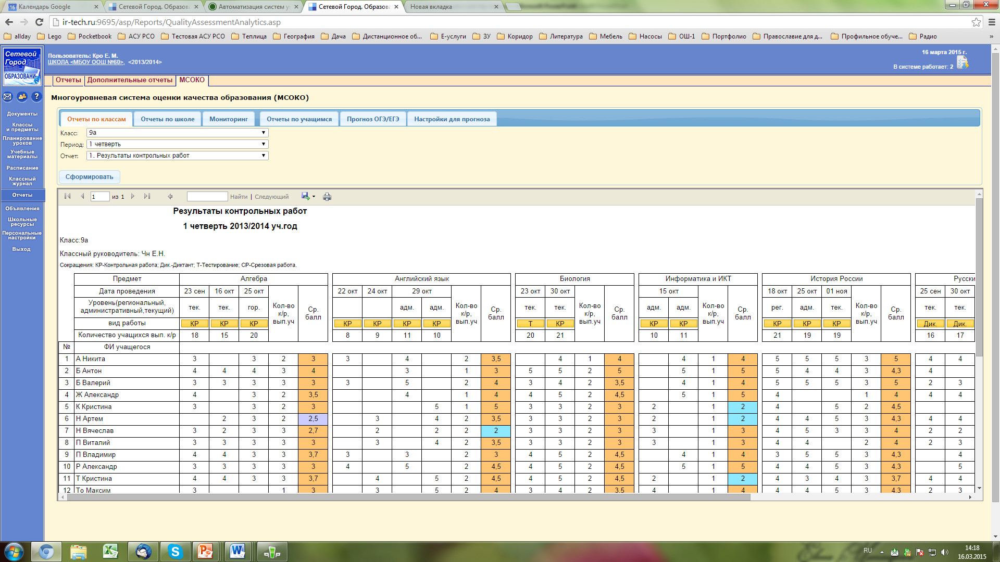 Календарь Google
Сетевой Город. Образова
Автоматизация систем у
Сетевой Город. Образова
Новая вкладка
ir-tech.ru:9695/asp/Reports/QualityAssessmentAnalytics.asp
allday Lego Pocketbook АСУ РСО Тестовая АСУ РСО Теплица География Дача Дистанционное об... Е-услуги ЗУ Коридор Литература Мебель Насосы ОШ-1 Портфолио Православие для д... Профильное обуче... Радио »
Сетевой
Город
ОБРАЗОВАНИ
Пользователь: Кро Е. М.
ШКОЛА <МБОУ ООШ №60>, <2013/2014>
16 марта 2015 г.
В системе работает: 2
Отчеты Дополнительные отчеты МСОКО
Многоуровневая система оценки качества образования (МСОКО)
Документы
Классы
и предметы
Планирование
уроков
Учебные
материалы
Расписание
Классный
журнал
Отчеты
Объявления
Школьные
ресурсы
Персональные
настройки
Выход
Отчеты по классам Отчеты по школе Мониторинг Отчеты по учащимся Прогноз ОГЭ/ЕГЭ Настройки для прогноза
Класс: 9а
Период: 1 четверть
Отчет: 1. Результаты контрольных работ
Сформировать
1 из 1 Найти | Следующий
Результаты контрольных работ
1 четверть 2013/2014 уч.год
Класс:9а
Классный руководитель: Чн Е.Н.
Сокращения: КР-Контрольная работа; Дик.-Диктант; Т-Тестирование; СР-Срезовая работа.
Предмет Алгебра Английский язык Биология Информатика и ИКТ История России Русски
Дата проведения 23 сен 16 окт 25 окт Кол-во к/р, вып.уч Ср. балл 22 окт 24 окт 29 окт Кол-во к/р, вып.уч Ср. балл 23 окт 30 окт Кол-во к/р, вып.уч Ср. балл 15 окт Кол-во к/р, вып.уч Ср. балл 18 окт 25 окт 01 ноя Кол-во к/р, вып.уч Ср. балл 25 сен 30 окт
Уровень(региональный, административный,текущий) тек. тек. гор. адм. адм. тек. тек. адм. адм. рег. адм. тек. тек. тек.
вид работы КР КР КР КР КР КР КР Т КР КР КР КР КР КР Дик. Дик.
Количество учащихся вып. к/р 18 15 20 8 9 11 10 20 21 10 11 21 19 19 16 17
№ ФИ учащегося
1 А Никита 3 3 2 3 3 4 2 3,5 4 1 4 4 1 4 5 5 5 3 5 4 4
2 Б Антон 4 4 4 3 4 3 1 3 5 5 2 5 5 1 5 5 4 4 3 4,3 4
3 Б Валерий 3 3 3 3 3 3 5 2 4 3 4 2 3,5 4 1 4 5 5 5 3 5 2 3
4 Ж Александр 4 3 2 3,5 4 1 4 4 5 2 4,5 5 1 5 4 1 4 4 4
5 К Кристина 3 3 2 3 5 1 5 3 3 2 3 2 1 2 4 5 2 4,5
6 Н Артем 2 3 2 2,5 3 4 2 3,5 3 3 2 3 2 1 2 4 4 5 3 4,3 4 4
7 Н Вячеслав 3 2 3 3 2,7 2 2 2 2 3 3 2 3 3 1 3 4 5 3 3 4 2 2
8 П Виталий 3 3 3 3 3 3 4 2 3,5 3 3 2 3 3 1 3 4 4 2 4 2 3
9 П Владимир 4 4 3 3 3,7 3 3 2 3 4 5 2 4,5 4 1 4 3 5 5 3 4,3 4
10 Р Александр 3 3 3 3 3 4 5 2 4,5 4 5 2 4,5 5 1 5 4 4 5 3 4,3 5
11 Т Кристина 4 4 3 3 3,7 4 5 2 4,5 4 5 2 4,5 2 1 2 4 3 4 3 3,7 4 4
12 То Максим 3 1 3 3 5 2 4 3 4 2 3,5 4 1 4 4 4 5 3 4,3 2 3
RU
14:18
16.03.2015